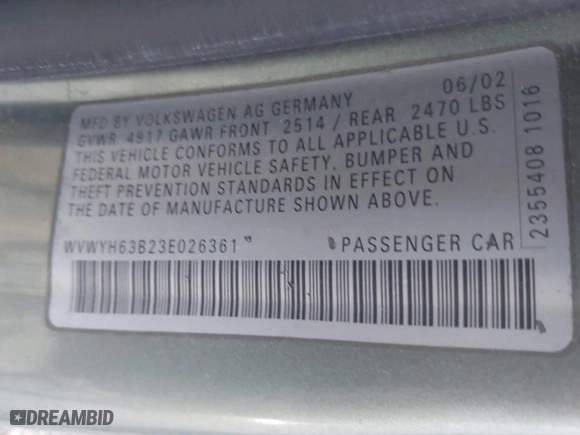 06/02
MFD BY VOLKSWAGEN AG GERMANY
GVWR 4917 GAWR FRONT 2514 / REAR 2470 LBS
THIS VEHICLE CONFORMS TO ALL APPLICABLE U.S.
FEDERAL MOTOR VEHICLE SAFETY, BUMPER AND
THEFT PREVENTION STANDARDS IN EFFECT ON
THE DATE OF MANUFACTURE SHOWN ABOVE.
WVWYH63B23E026361 PASSENGER CAR
2355408 1016
DREAMBID